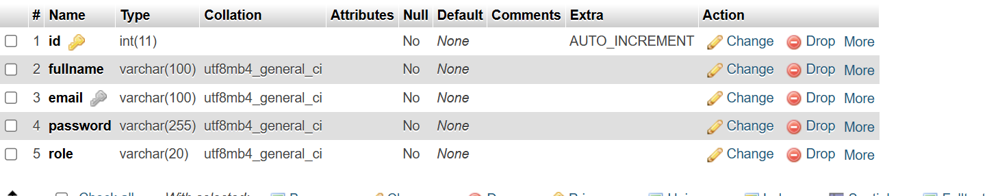 # Name Type Collation Attributes Null Default Comments Extra Action
1 id int(11) No None AUTO_INCREMENT Change Drop More
2 fullname varchar(100) utf8mb4_general_ci No None Change Drop More
3 email varchar(100) utf8mb4_general_ci No None Change Drop More
4 password varchar(255) utf8mb4_general_ci No None Change Drop More
5 role varchar(20) utf8mb4_general_ci No None Change Drop More
Check all With selected: